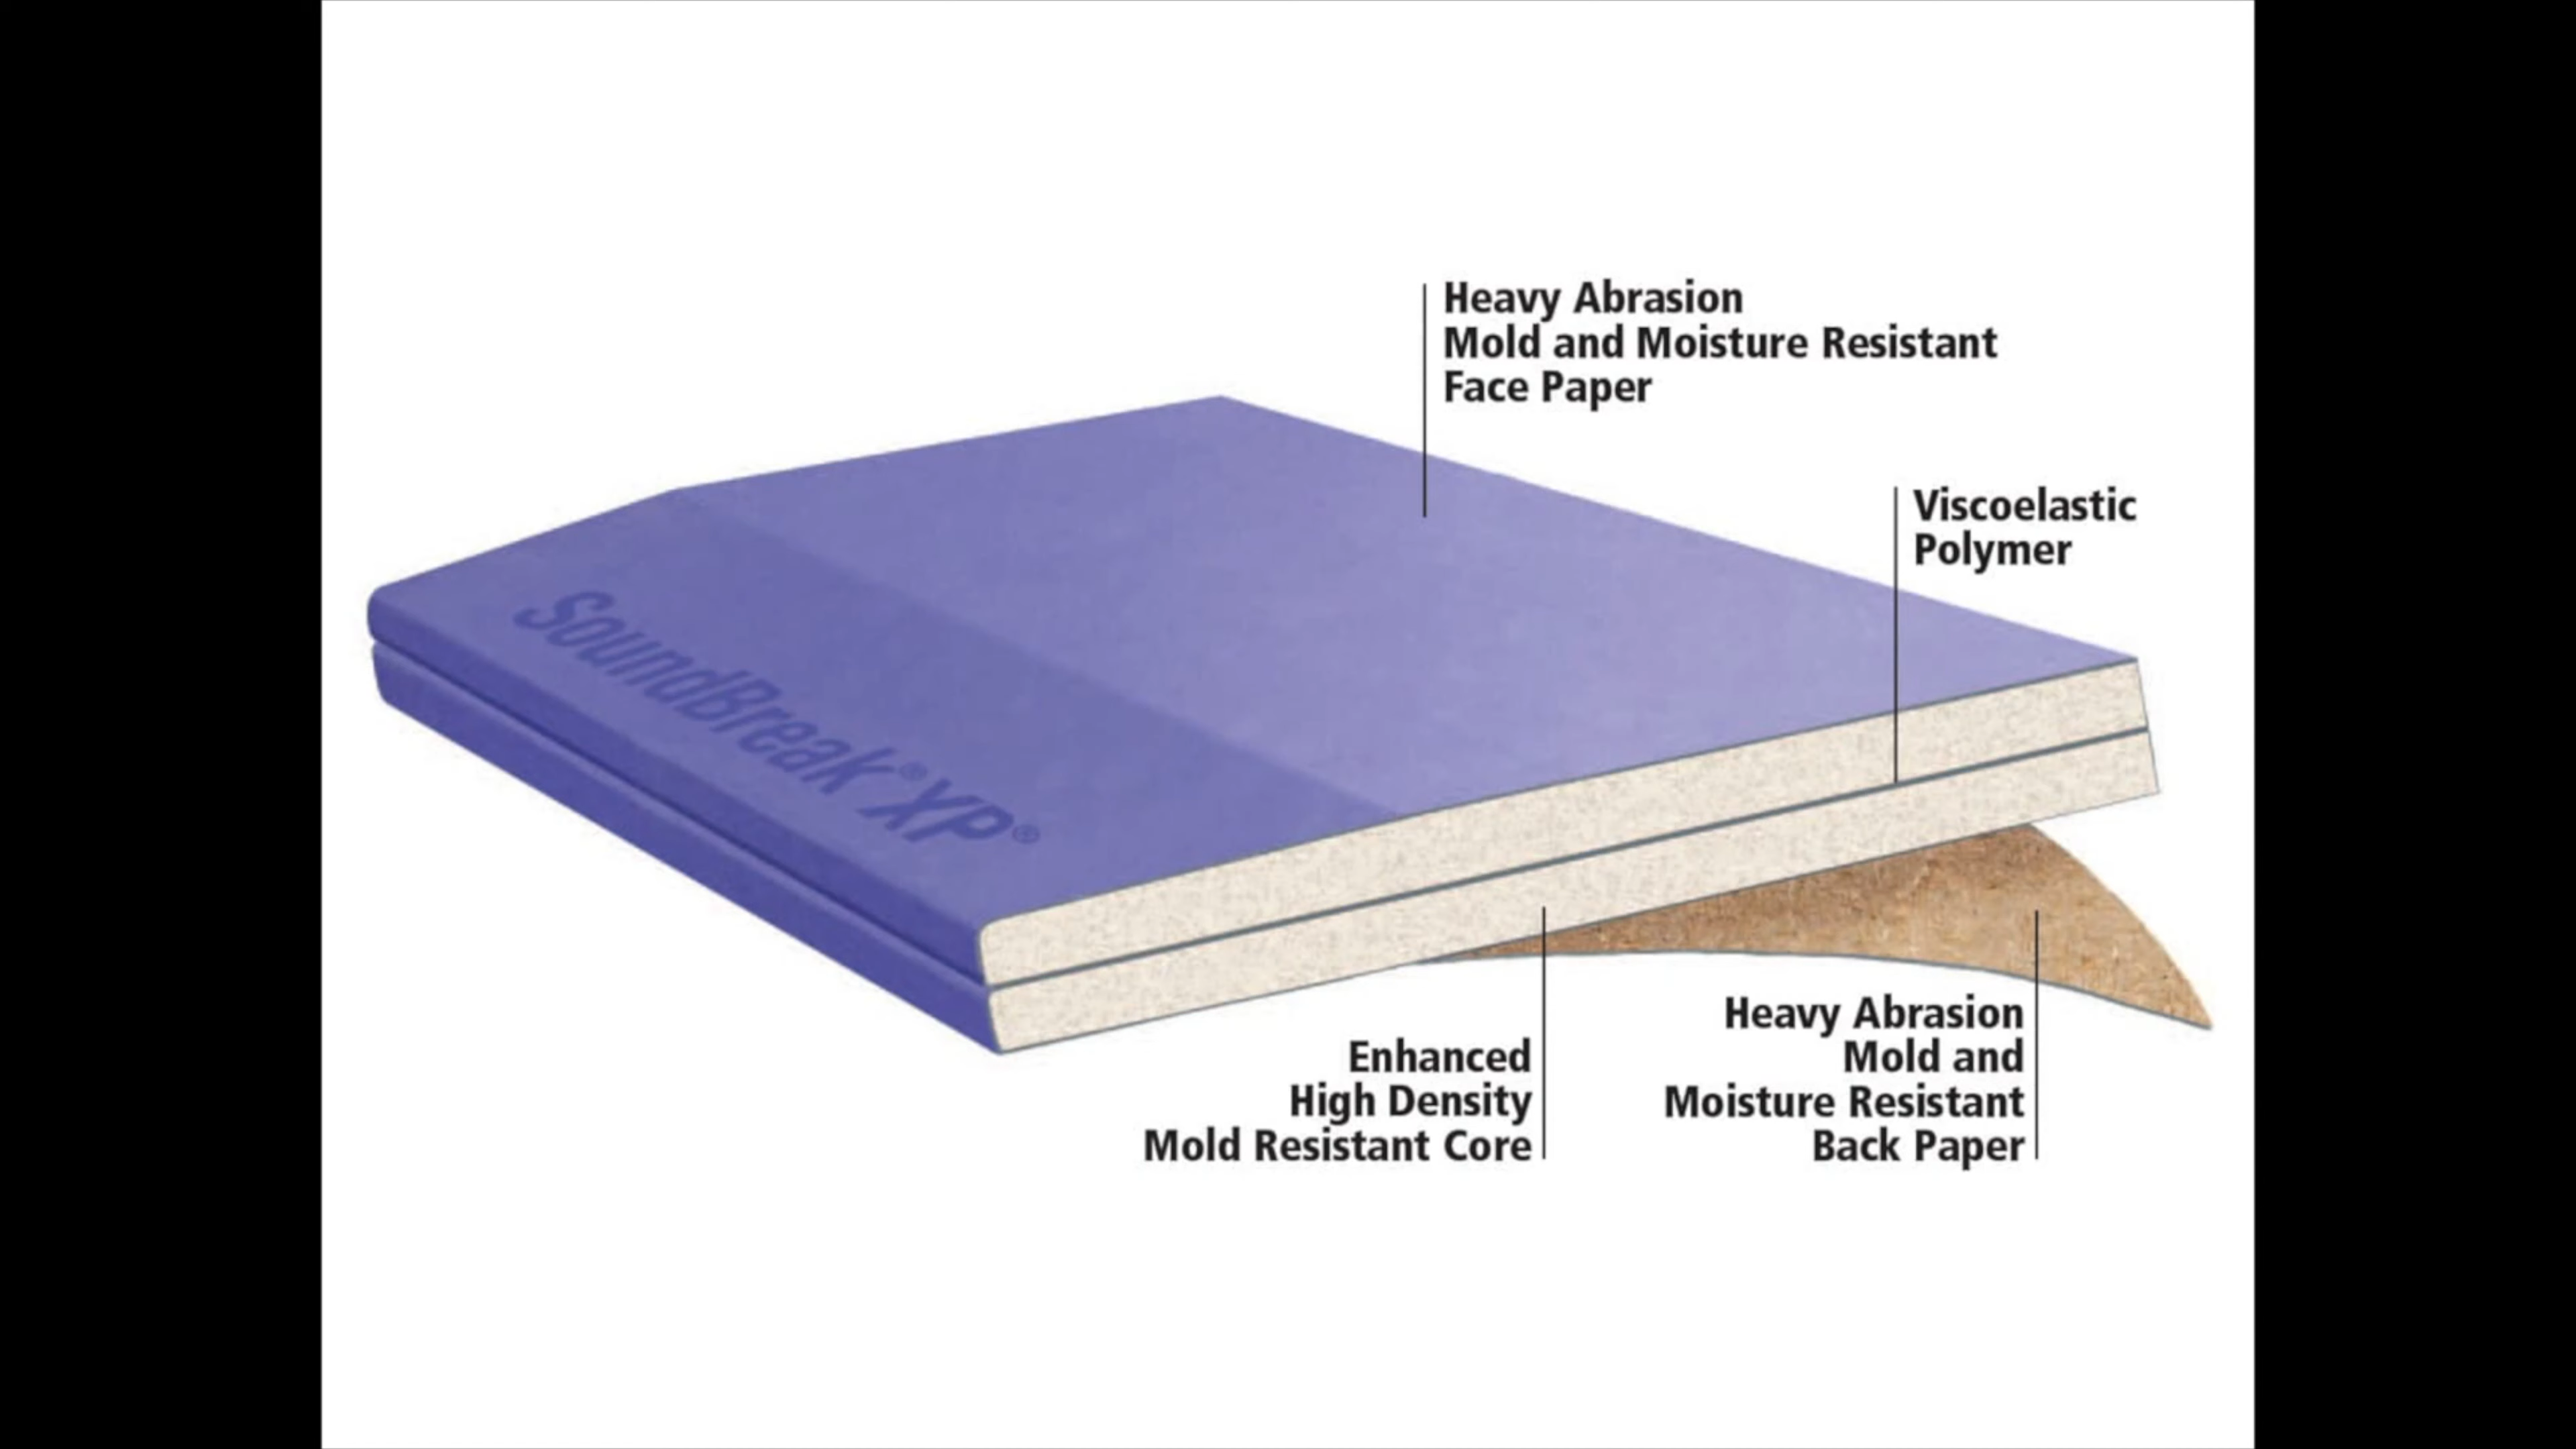 Heavy Abrasion
Mold and Moisture Resistant
Face Paper
Viscoelastic
Polymer
SoundBreak® XP®
Enhanced
High Density
Mold Resistant Core
Heavy Abrasion
Mold and
Moisture Resistant
Back Paper